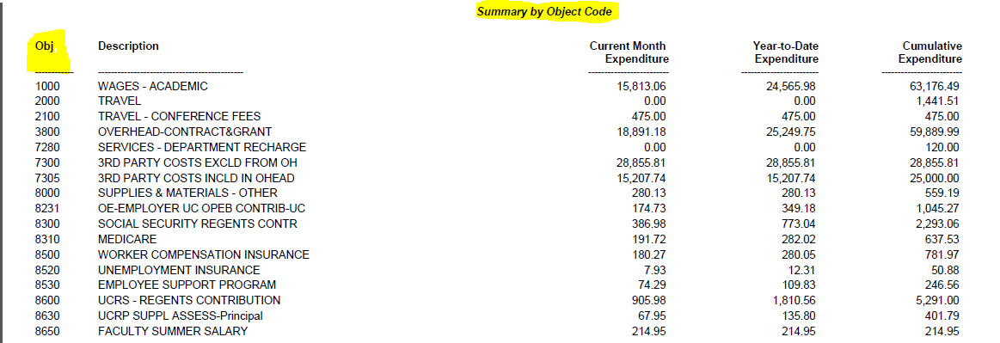 Summary by Object Code
Obj Description Current Month Expenditure Year-to-Date Expenditure Cumulative Expenditure
1000 WAGES - ACADEMIC 15,813.06 24,565.98 63,176.49
2000 TRAVEL 0.00 0.00 1,441.51
2100 TRAVEL - CONFERENCE FEES 475.00 475.00 475.00
3800 OVERHEAD-CONTRACT&GRANT 18,891.18 25,249.75 59,889.99
7280 SERVICES - DEPARTMENT RECHARGE 0.00 0.00 120.00
7300 3RD PARTY COSTS EXCLD FROM OH 28,855.81 28,855.81 28,855.81
7305 3RD PARTY COSTS INCLD IN OHEAD 15,207.74 15,207.74 25,000.00
8000 SUPPLIES & MATERIALS - OTHER 280.13 280.13 559.19
8231 OE-EMPLOYER UC OPEB CONTRIB-UC 174.73 349.18 1,045.27
8300 SOCIAL SECURITY REGENTS CONTR 386.98 773.04 2,293.06
8310 MEDICARE 191.72 282.02 637.53
8500 WORKER COMPENSATION INSURANCE 180.27 280.05 781.97
8520 UNEMPLOYMENT INSURANCE 7.93 12.31 50.88
8530 EMPLOYEE SUPPORT PROGRAM 74.29 109.83 246.56
8600 UCRS - REGENTS CONTRIBUTION 905.98 1,810.56 5,291.00
8630 UCRP SUPPL ASSESS-Principal 67.95 135.80 401.79
8650 FACULTY SUMMER SALARY 214.95 214.95 214.95